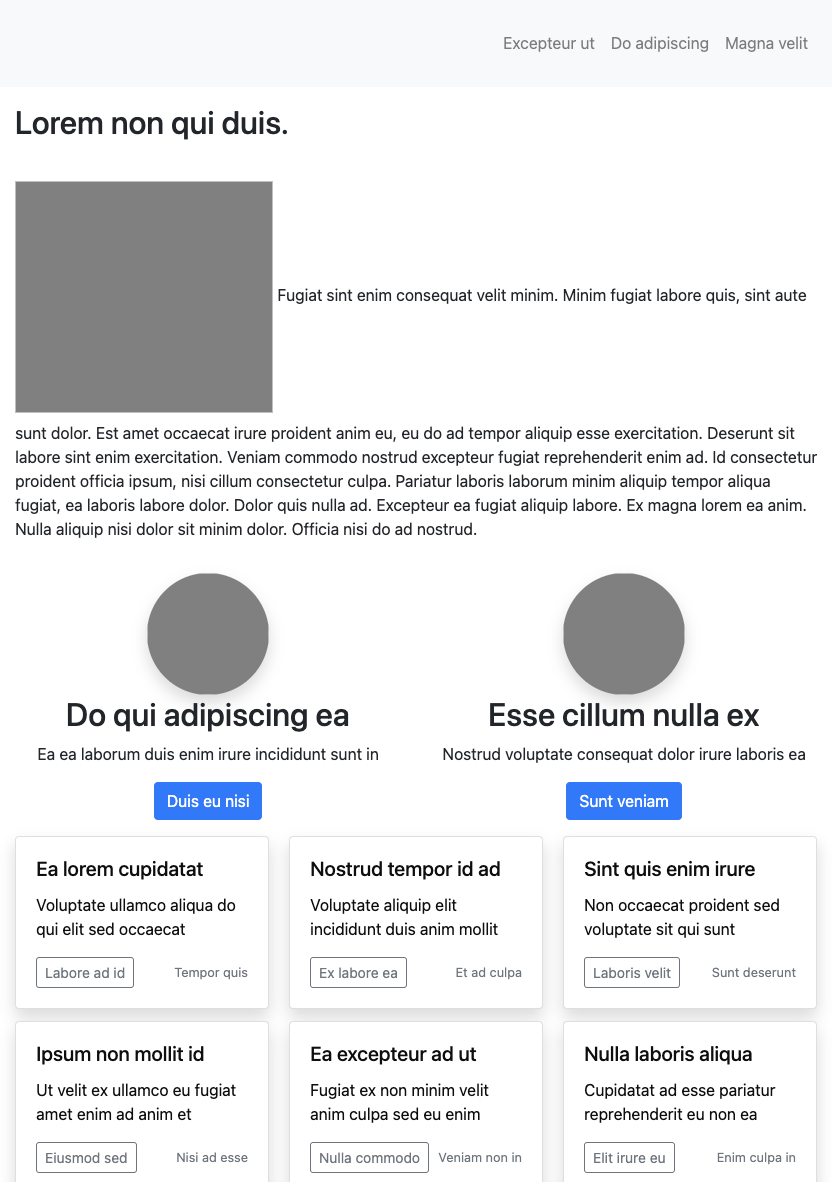 Excepteur ut Do adipiscing Magna velit
Lorem non qui duis.
Fugiat sint enim consequat velit minim. Minim fugiat labore quis, sint aute
sunt dolor. Est amet occaecat irure proident anim eu, eu do ad tempor aliquip esse exercitation. Deserunt sit
labore sint enim exercitation. Veniam commodo nostrud excepteur fugiat reprehenderit enim ad. Id consectetur
proident officia ipsum, nisi cillum consectetur culpa. Pariatur laboris laborum minim aliquip tempor aliqua
fugiat, ea laboris labore dolor. Dolor quis nulla ad. Excepteur ea fugiat aliquip labore. Ex magna lorem ea anim.
Nulla aliquip nisi dolor sit minim dolor. Officia nisi do ad nostrud.
Do qui adipiscing ea
Ea ea laborum duis enim irure incididunt sunt in
Duis eu nisi
Esse cillum nulla ex
Nostrud voluptate consequat dolor irure laboris ea
Sunt veniam
Ea lorem cupidatat
Voluptate ullamco aliqua do
qui elit sed occaecat
Labore ad id Tempor quis
Nostrud tempor id ad
Voluptate aliquip elit
incididunt duis anim mollit
Ex labore ea Et ad culpa
Sint quis enim irure
Non occaecat proident sed
voluptate sit qui sunt
Laboris velit Sunt deserunt
Ipsum non mollit id
Ut velit ex ullamco eu fugiat
amet enim ad anim et
Eiusmod sed Nisi ad esse
Ea excepteur ad ut
Fugiat ex non minim velit
anim culpa sed eu enim
Nulla commodo Veniam non in
Nulla laboris aliqua
Cupidatat ad esse pariatur
reprehenderit eu non ea
Elit irure eu Enim culpa in